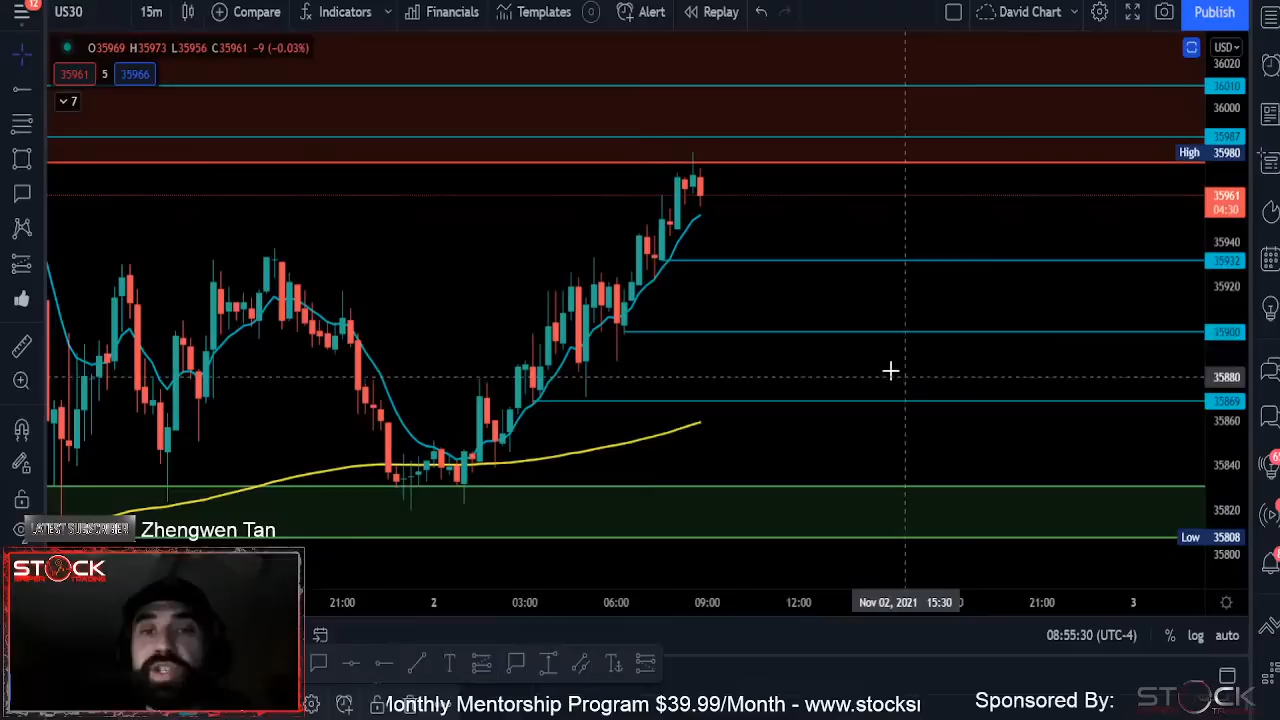 12
US30 15m Compare Indicators Financials Templates Alert Replay David Chart Publish
O35969 H35973 L35956 C35961 -9 (-0.03%)
USD
35961 5 35966
7
36020
36010
36000
35987
High 35980
35961
04:30
35940
35932
35920
35900
35880
35869
35860
35840
35820
Low 35808
35800
LATEST SUBSCRIBER Zhengwen Tan
STOCK
21:00 2 03:00 06:00 09:00 12:00 Nov 02, 2021 15:30 21:00 3
08:55:30 (UTC-4) % log auto
Monthly Mentorship Program $39.99/Month - www.stocksn
Sponsored By:
STOCK